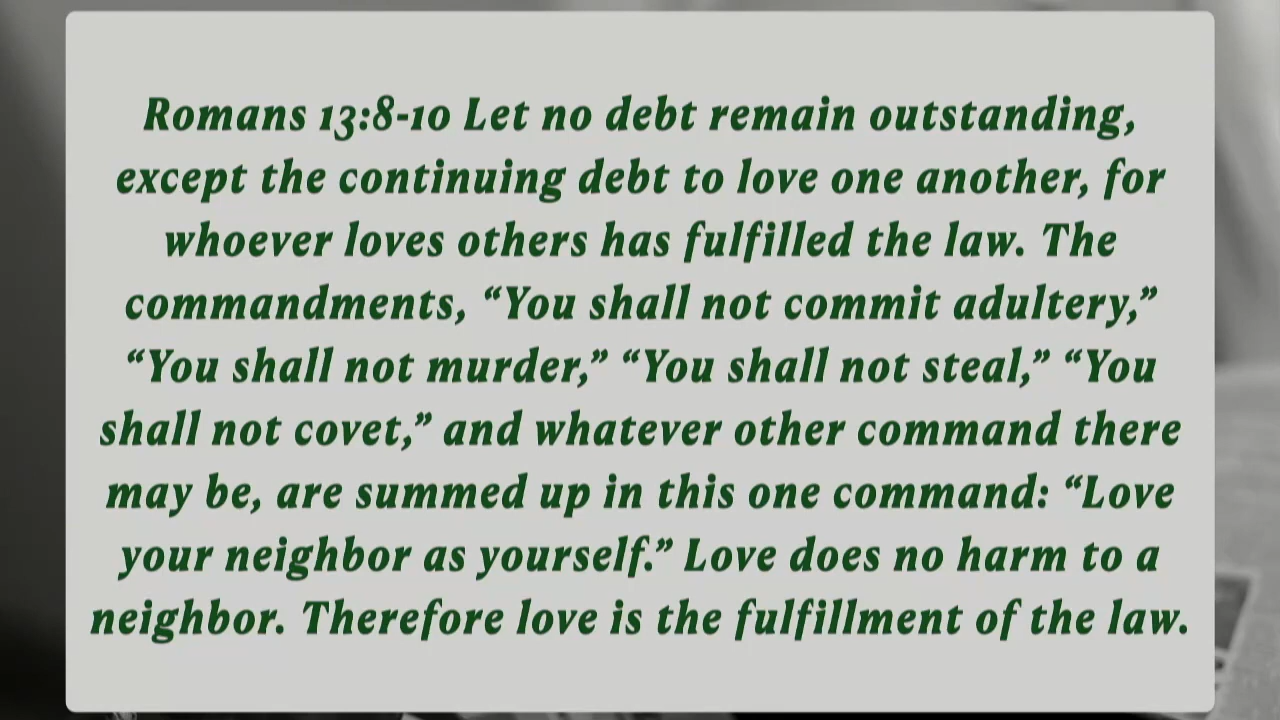 Romans 13:8-10 Let no debt remain outstanding,
except the continuing debt to love one another, for
whoever loves others has fulfilled the law. The
commandments, “You shall not commit adultery,”
“You shall not murder,” “You shall not steal,” “You
shall not covet,” and whatever other command there
may be, are summed up in this one command: “Love
your neighbor as yourself.” Love does no harm to a
neighbor. Therefore love is the fulfillment of the law.